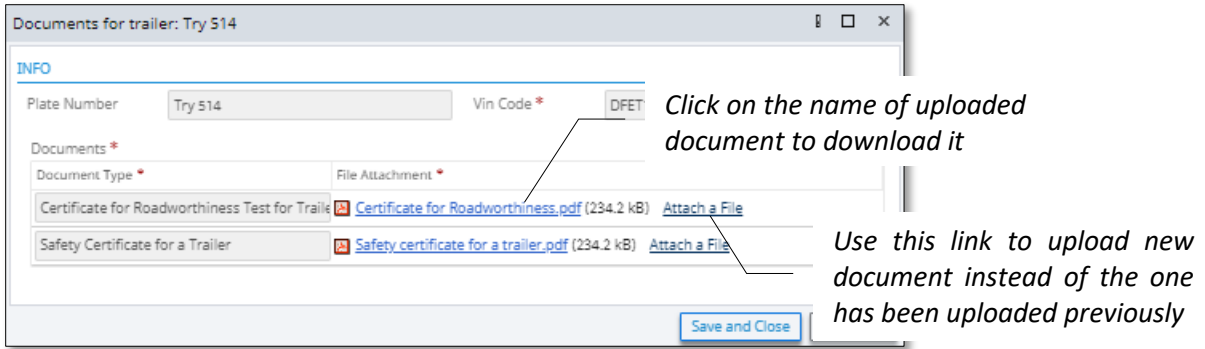 Documents for trailer: Try 514
INFO
Plate Number Try 514 Vin Code * DFET
Click on the name of uploaded
document to download it
Documents *
Document Type * File Attachment *
Certificate for Roadworthiness Test for Traile Certificate for Roadworthiness.pdf (234.2 kB) Attach a File
Safety Certificate for a Trailer Safety certificate for a trailer.pdf (234.2 kB) Attach a File
Use this link to upload new
document instead of the one
has been uploaded previously
Save and Close